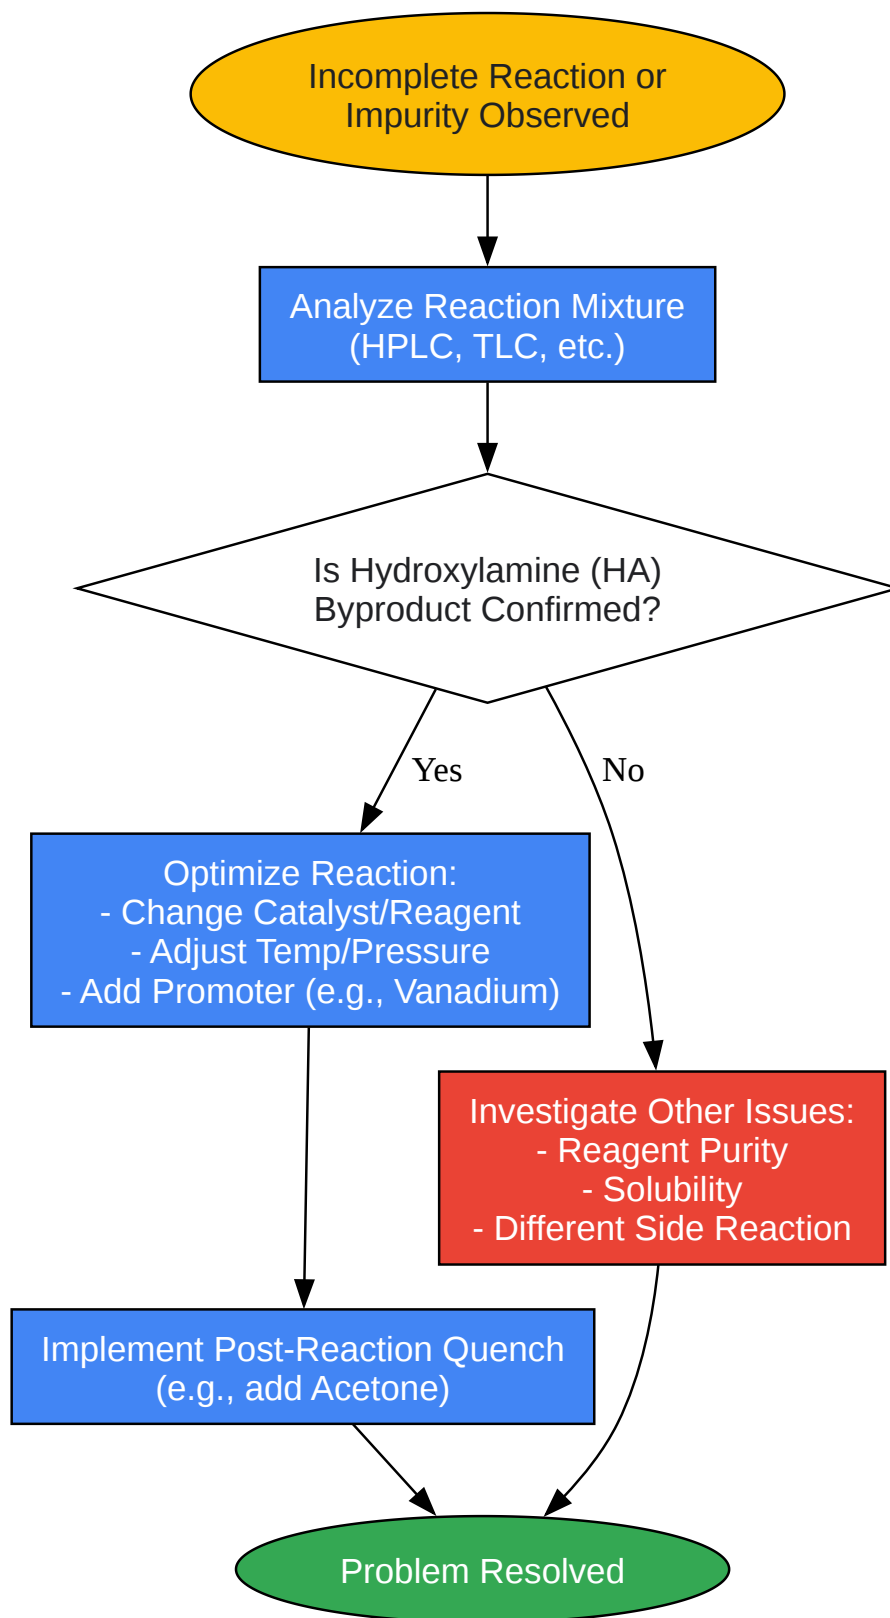 Incomplete Reaction or
Impurity Observed
Analyze Reaction Mixture
(HPLC, TLC, etc.)
Is Hydroxylamine (HA)
Byproduct Confirmed?
Yes
No
Optimize Reaction:
- Change Catalyst/Reagent
- Adjust Temp/Pressure
- Add Promoter (e.g., Vanadium)
Investigate Other Issues:
- Reagent Purity
- Solubility
- Different Side Reaction
Implement Post-Reaction Quench
(e.g., add Acetone)
Problem Resolved